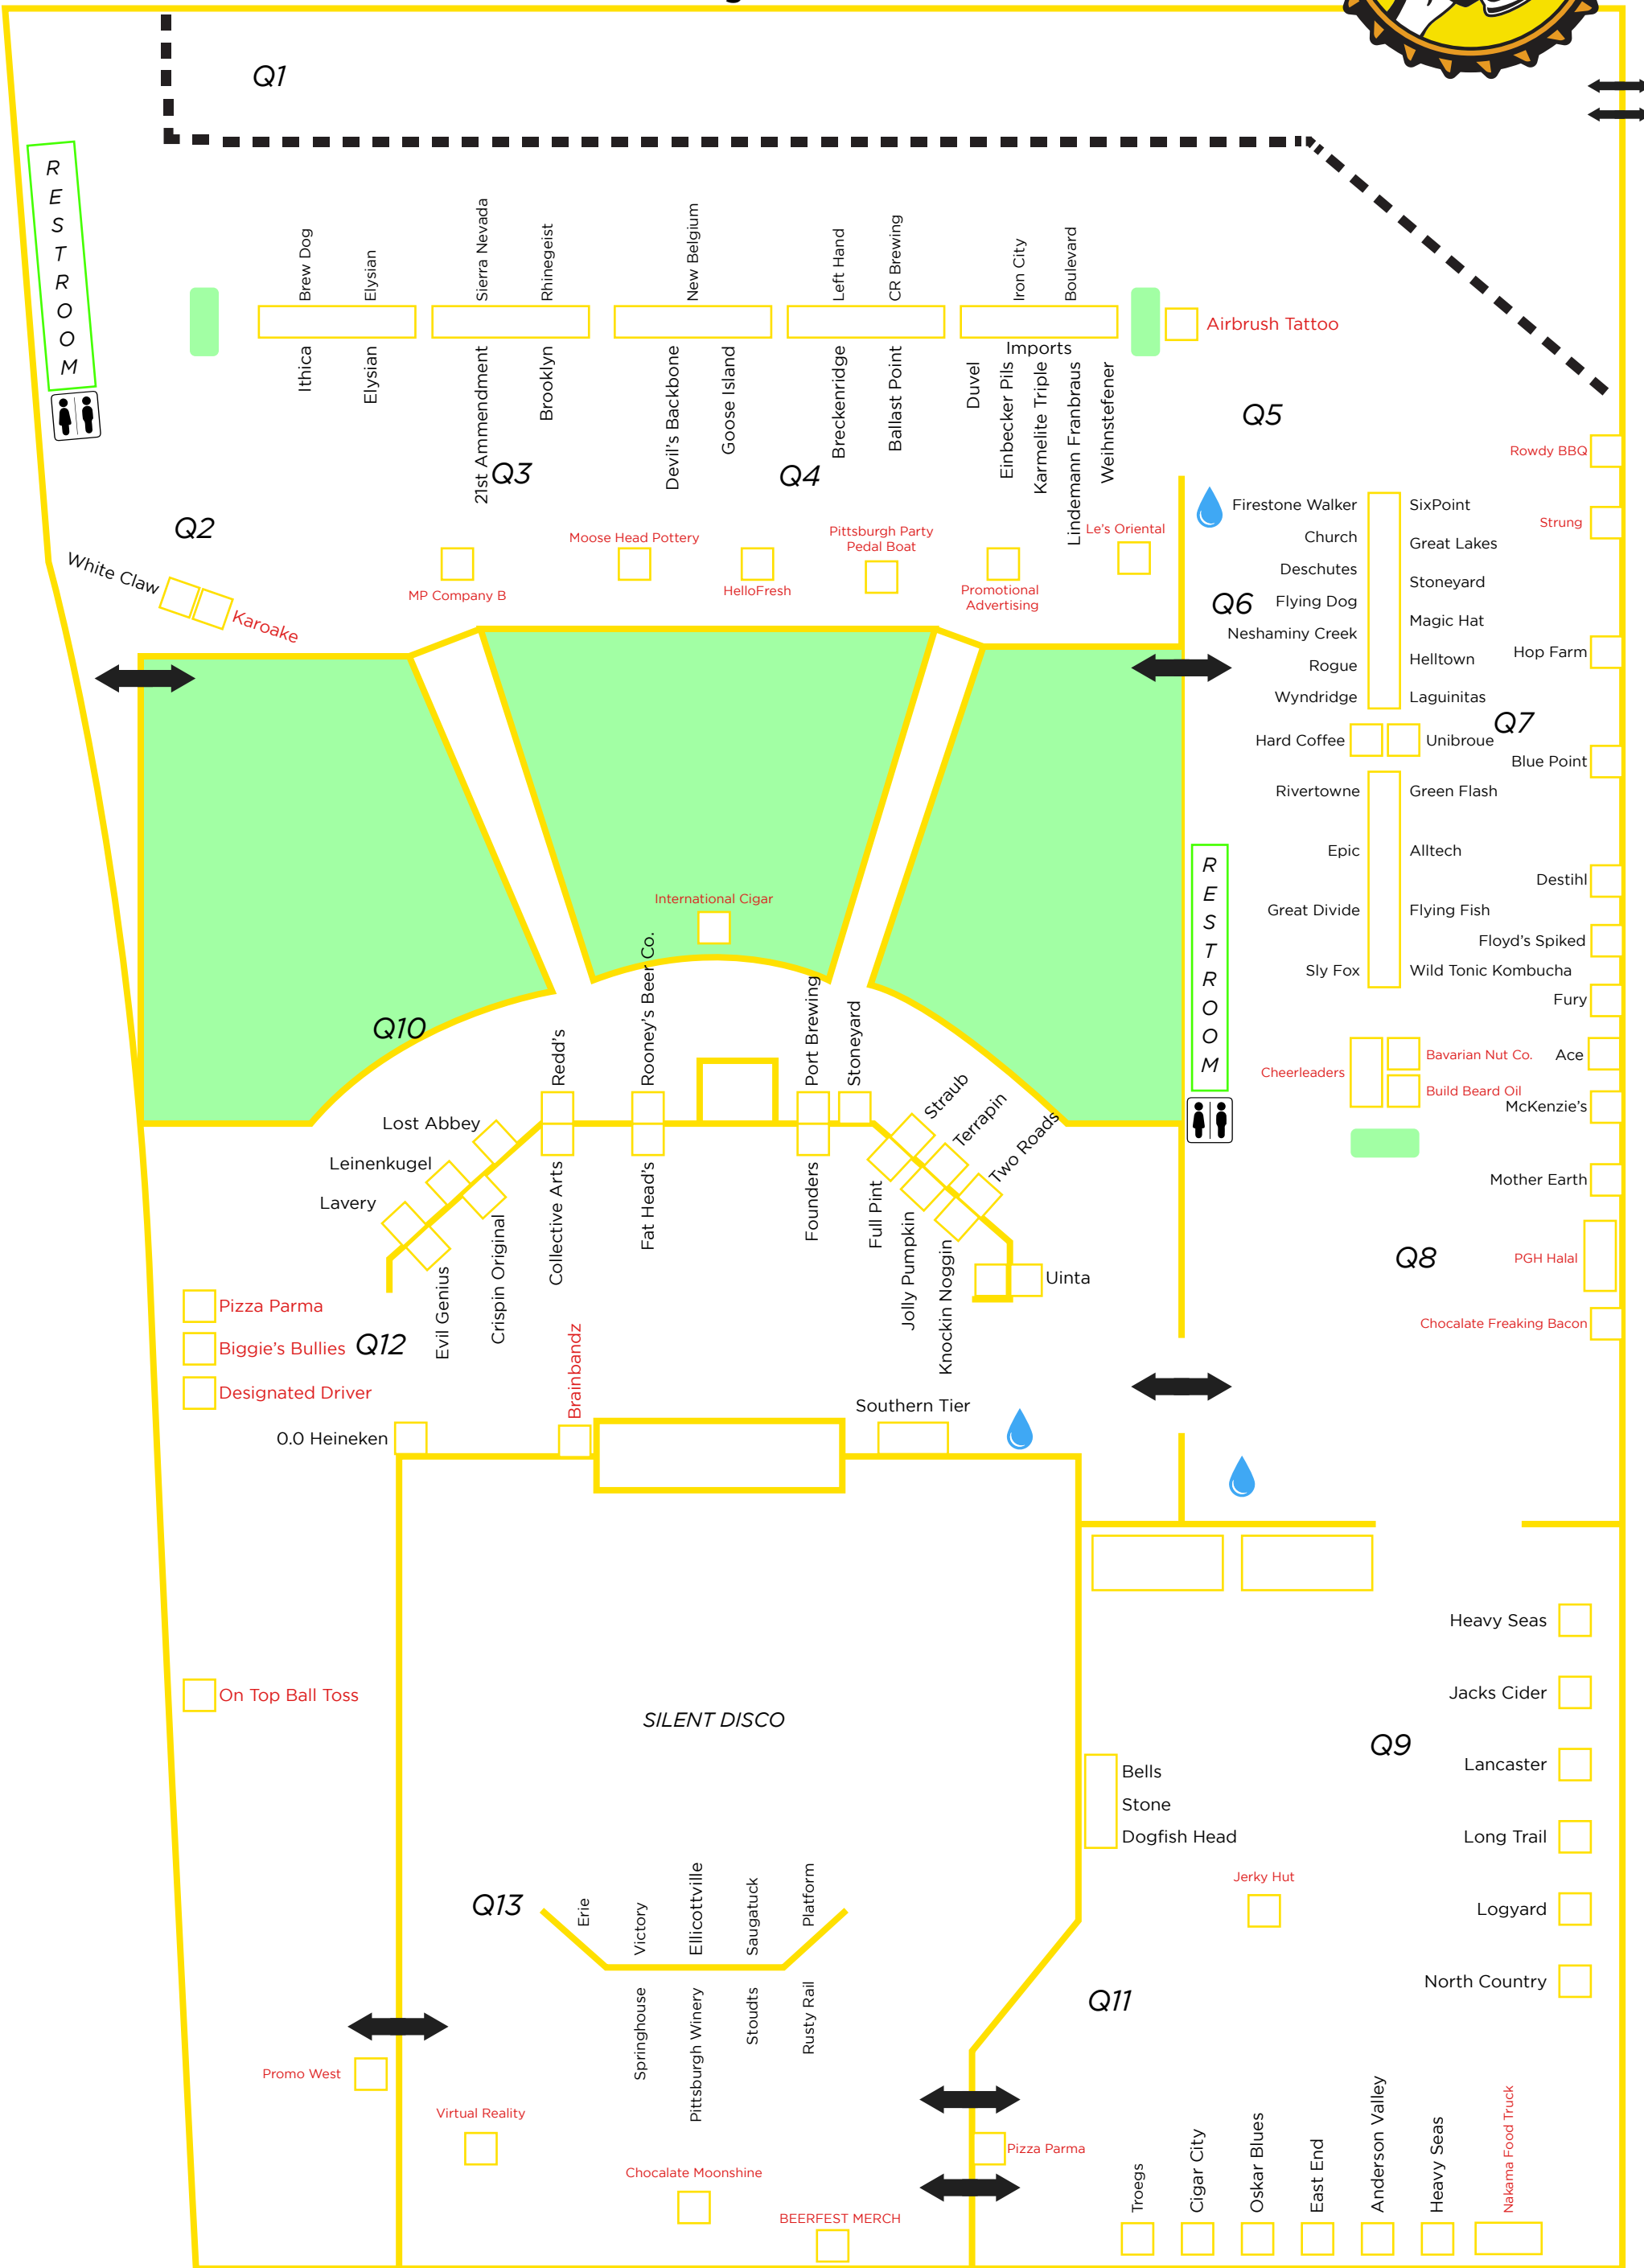 Q1
RESTROOM
Brew Dog
Elysian
Sierra Nevada
Rhinegeist
New Belgium
Left Hand
CR Brewing
Iron City
Boulevard
Airbrush Tattoo
Ithica
Elysian
21st Ammendment
Brooklyn
Devil's Backbone
Goose Island
Breckenridge
Ballast Point
Imports
Duvel
Einbecker Pils
Karmelite Triple
Lindemann Franbraus
Weihnstefener
Q5
Q3
Q4
Q2
White Claw
Karoake
MP Company B
Moose Head Pottery
HelloFresh
Pittsburgh Party
Pedal Boat
Promotional
Advertising
Le's Oriental
Rowdy BBQ
Strung
Firestone Walker
Church
Deschutes
Flying Dog
Neshaminy Creek
Rogue
Wyndridge
Q6
SixPoint
Great Lakes
Stoneyard
Magic Hat
Helltown
Laguinitas
Hop Farm
Q7
Hard Coffee
Unibroue
Blue Point
Rivertowne
Epic
Great Divide
Sly Fox
Green Flash
Alltech
Flying Fish
Wild Tonic Kombucha
Destihl
Floyd's Spiked
Fury
Ace
McKenzie's
Cheerleaders
Bavarian Nut Co.
Build Beard Oil
RESTROOM
Mother Earth
Q8
PGH Halal
Chocalate Freaking Bacon
International Cigar
Q10
Redd's
Rooney's Beer Co.
Port Brewing
Stoneyard
Straub
Terrapin
Two Roads
Lost Abbey
Leinenkugel
Lavery
Evil Genius
Crispin Original
Collective Arts
Fat Head's
Founders
Full Pint
Jolly Pumpkin
Knockin Noggin
Uinta
Pizza Parma
Biggie's Bullies
Designated Driver
Q12
0.0 Heineken
Brainbandz
Southern Tier
On Top Ball Toss
SILENT DISCO
Heavy Seas
Jacks Cider
Lancaster
Long Trail
Logyard
North Country
Q9
Bells
Stone
Dogfish Head
Jerky Hut
Q13
Erie
Victory
Ellicottville
Saugatuck
Platform
Springhouse
Pittsburgh Winery
Stoudts
Rusty Rail
Q11
Promo West
Virtual Reality
Chocalate Moonshine
BEERFEST MERCH
Pizza Parma
Troegs
Cigar City
Oskar Blues
East End
Anderson Valley
Heavy Seas
Nakama Food Truck